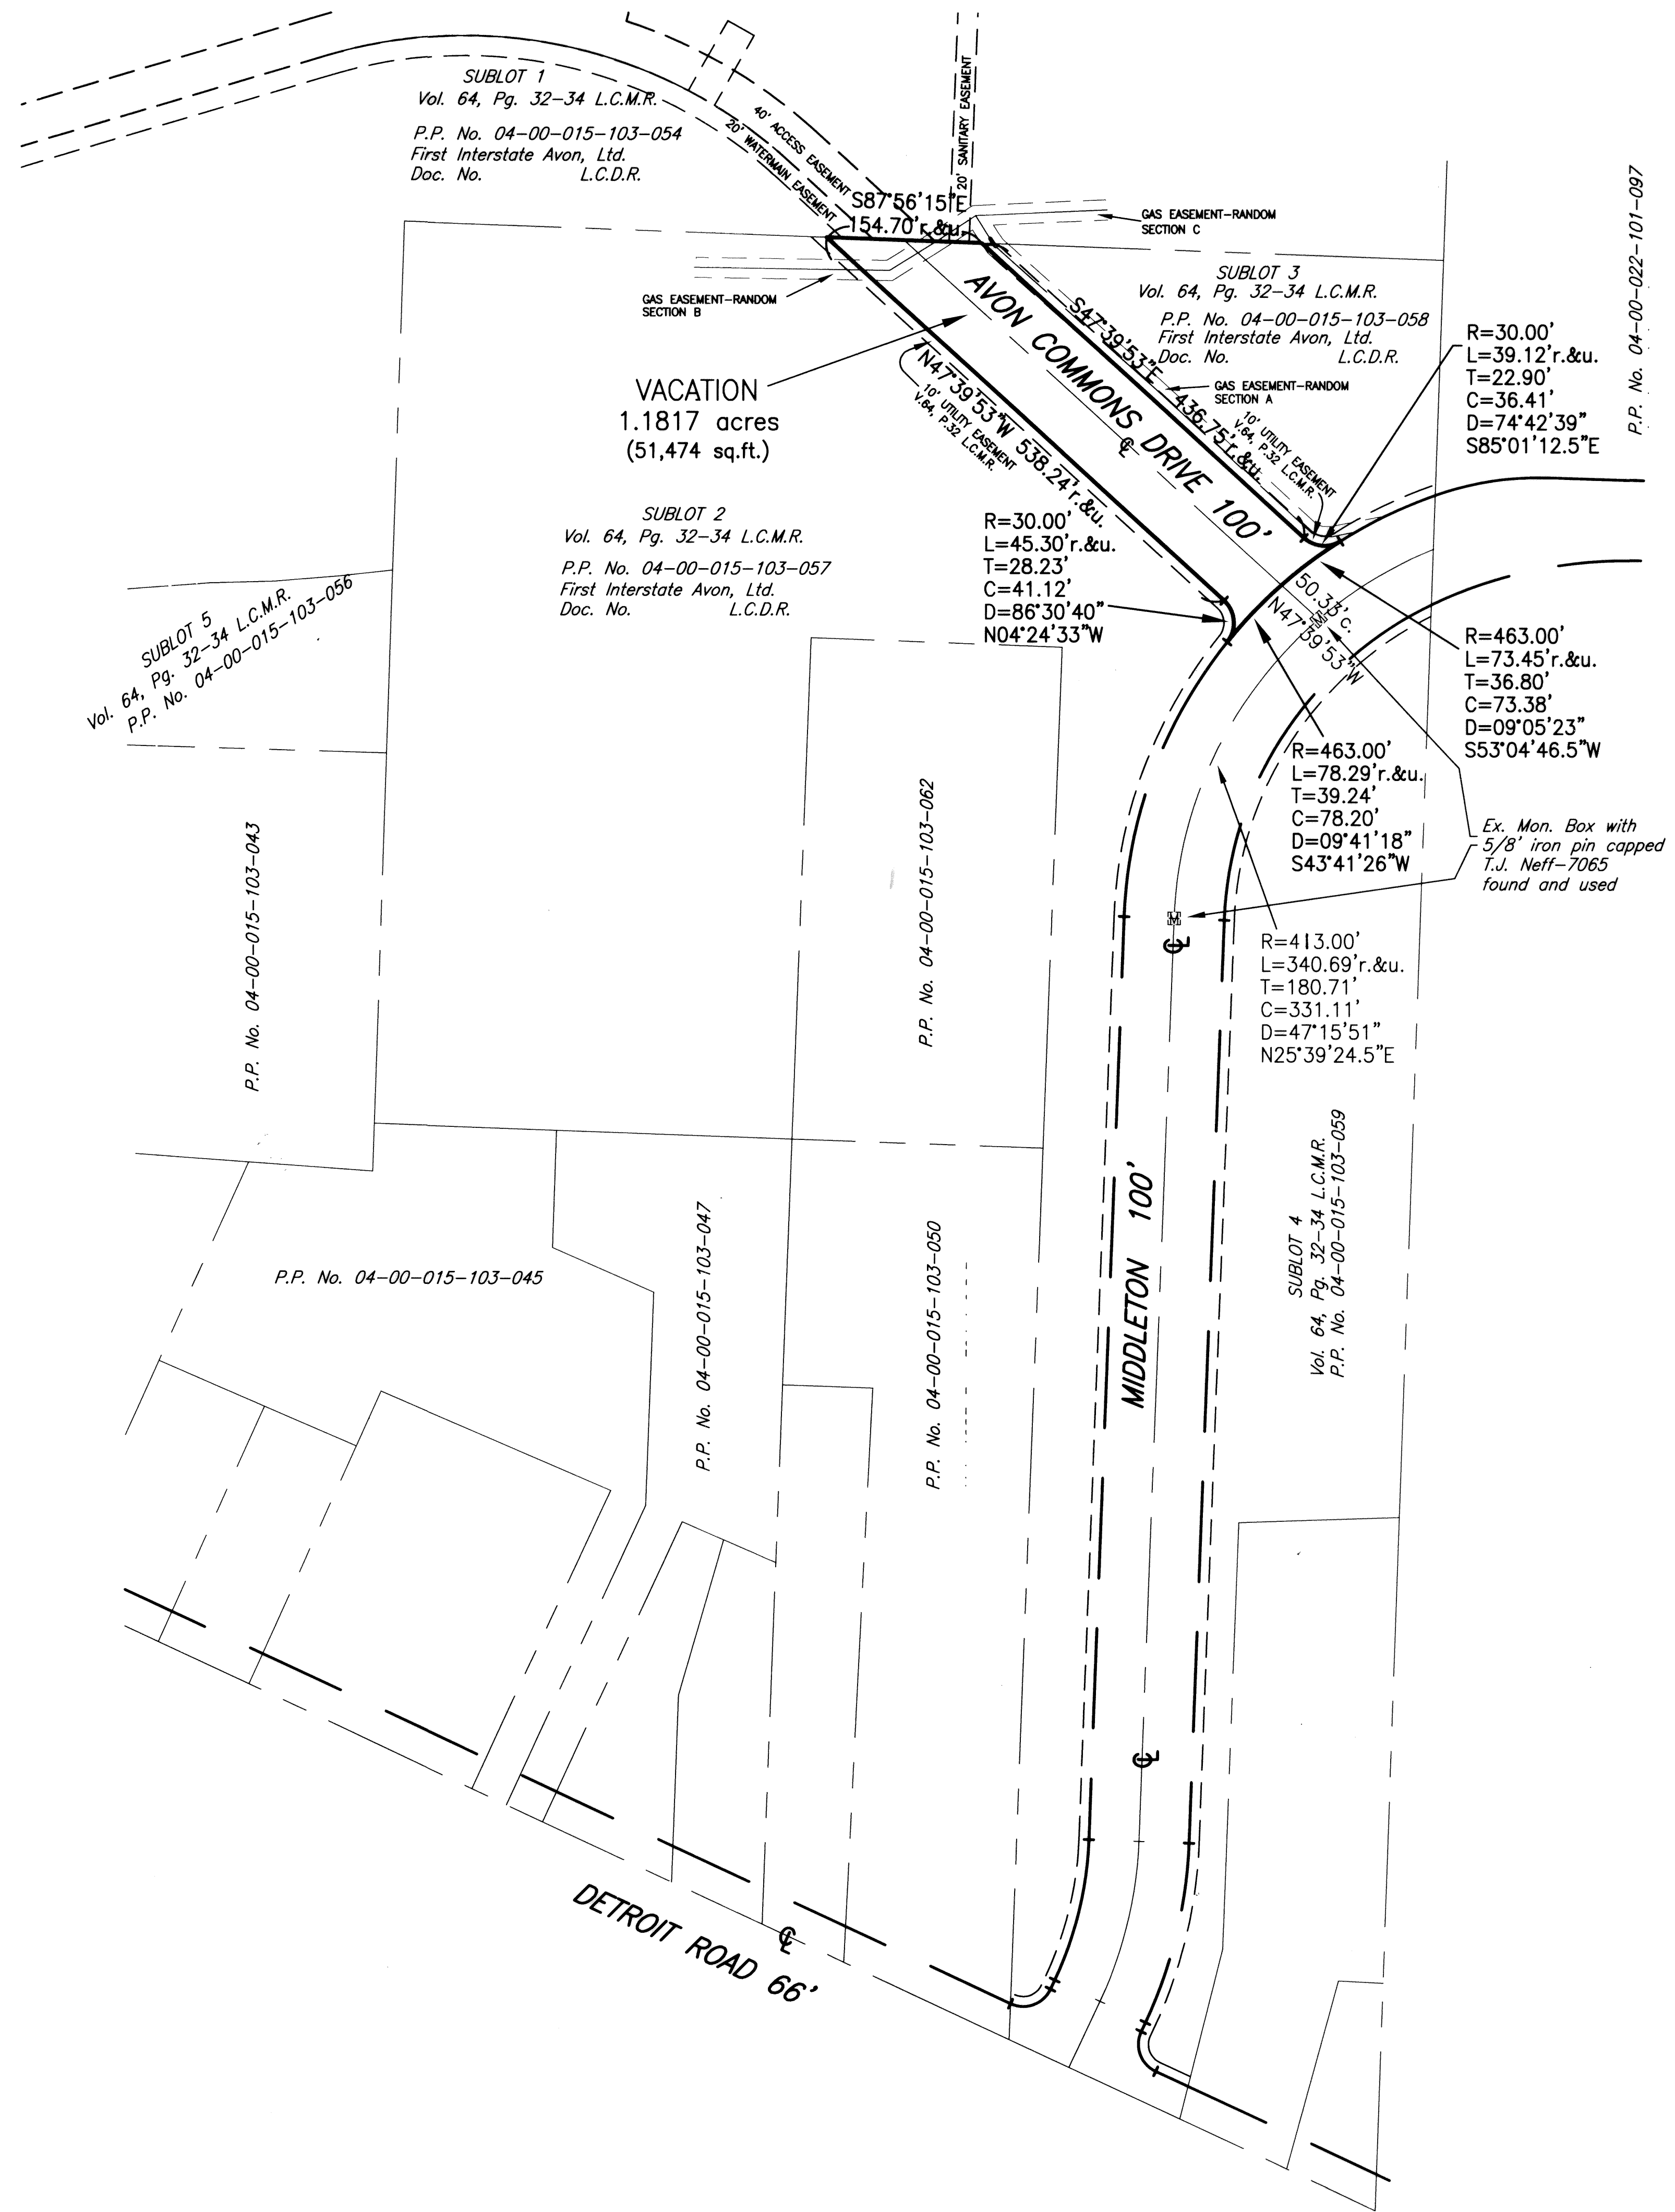 SUBLOT 1
Vol. 64, Pg. 32-34 L.C.M.R.
P.P. No. 04-00-015-103-054
First Interstate Avon, Ltd.
Doc. No. L.C.D.R.
40' ACCESS EASEMENT
20' WATERMAIN EASEMENT
20' SANITARY EASEMENT
S87°56'15"E
154.70'r.&u.
GAS EASEMENT-RANDOM
SECTION C
GAS EASEMENT-RANDOM
SECTION B
SUBLOT 3
Vol. 64, Pg. 32-34 L.C.M.R.
P.P. No. 04-00-015-103-058
First Interstate Avon, Ltd.
Doc. No. L.C.D.R.
P.P. No. 04-00-022-101-097
AVON COMMONS DRIVE 100'
S47°39'53"E 436.75'r.&u.
GAS EASEMENT-RANDOM
SECTION A
10' UTILITY EASEMENT
V.64, P.32 L.C.M.R.
R=30.00'
L=39.12'r.&u.
T=22.90'
C=36.41'
D=74°42'39"
S85°01'12.5"E
VACATION
1.1817 acres
(51,474 sq.ft.)
N47°39'53"W 538.24'r.&u.
10' UTILITY EASEMENT
V.64, P.32 L.C.M.R.
SUBLOT 2
Vol. 64, Pg. 32-34 L.C.M.R.
P.P. No. 04-00-015-103-057
First Interstate Avon, Ltd.
Doc. No. L.C.D.R.
R=30.00'
L=45.30'r.&u.
T=28.23'
C=41.12'
D=86°30'40"
N04°24'33"W
50.33'c.
N47°39'53"W
M
R=463.00'
L=73.45'r.&u.
T=36.80'
C=73.38'
D=09°05'23"
S53°04'46.5"W
SUBLOT 5
Vol. 64, Pg. 32-34 L.C.M.R.
P.P. No. 04-00-015-103-056
R=463.00'
L=78.29'r.&u.
T=39.24'
C=78.20'
D=09°41'18"
S43°41'26"W
Ex. Mon. Box with
5/8' iron pin capped
T.J. Neff-7065
found and used
P.P. No. 04-00-015-103-043
P.P. No. 04-00-015-103-062
M
R=413.00'
L=340.69'r.&u.
T=180.71'
C=331.11'
D=47°15'51"
N25°39'24.5"E
MIDDLETON 100'
SUBLOT 4
Vol. 64, Pg. 32-34 L.C.M.R.
P.P. No. 04-00-015-103-059
P.P. No. 04-00-015-103-045
P.P. No. 04-00-015-103-047
P.P. No. 04-00-015-103-050
DETROIT ROAD 66'